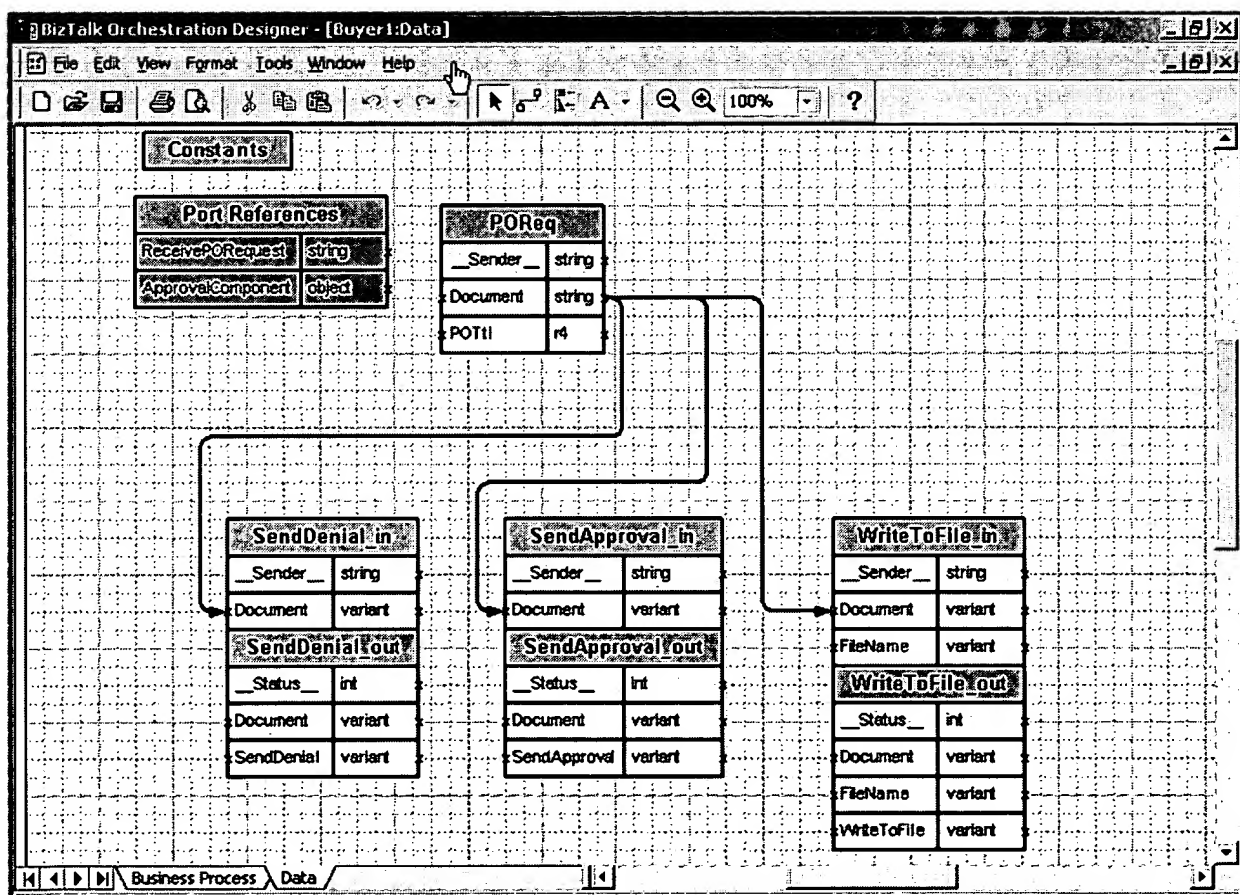 BizTalk Orchestration Designer - [Buyer1:Data]
File Edit View Format Tools Window Help
A 100% ?
Constants
Port References
ReceivePORequest string
ApprovalComponent object
POReq
__Sender__ string
Document string
POTtl r4
SendDenial_in
__Sender__ string
Document variant
SendDenial_out
__Status__ int
Document variant
SendDenial variant
SendApproval_in
__Sender__ string
Document variant
SendApproval_out
__Status__ int
Document variant
SendApproval variant
WriteToFile_in
__Sender__ string
Document variant
FileName variant
WriteToFile_out
__Status__ int
Document variant
FileName variant
WriteToFile variant
Business Process Data